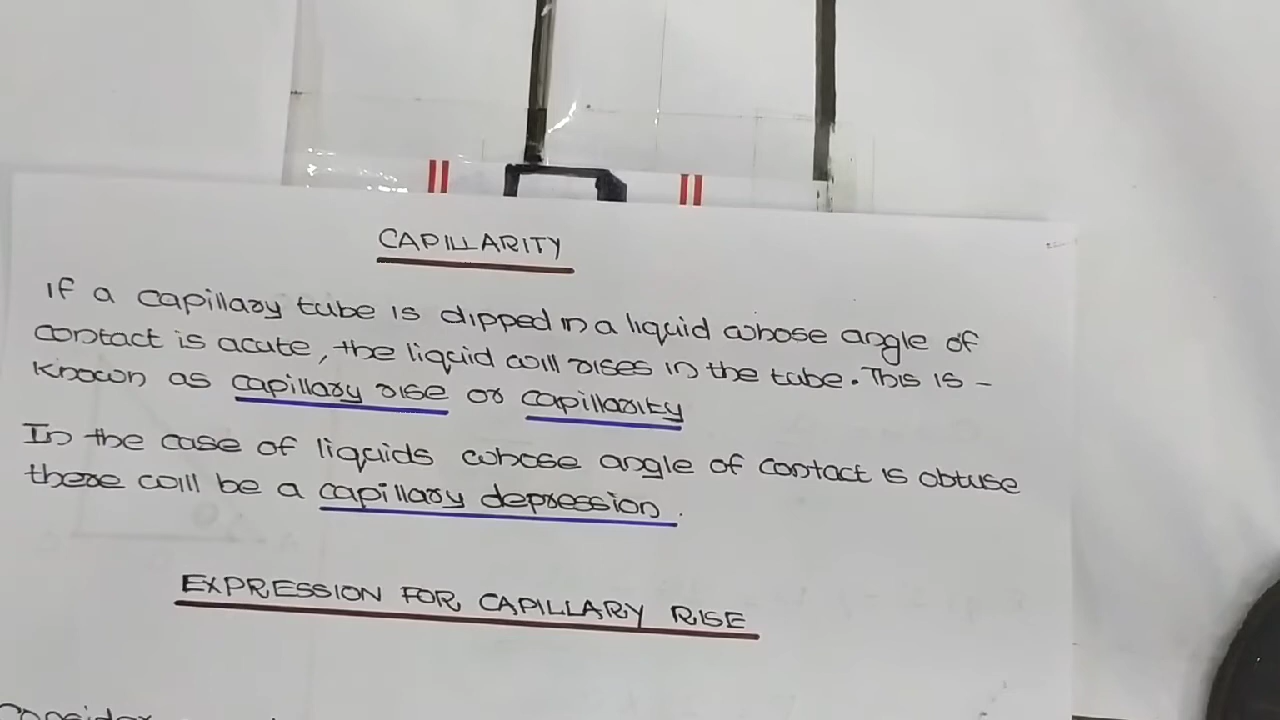 CAPILLARITY
If a capillary tube is dipped in a liquid whose angle of
contact is acute, the liquid will rises in the tube. This is -
known as capillary rise or capillarity
In the case of liquids whose angle of contact is obtuse
there will be a capillary depression.
EXPRESSION FOR CAPILLARY RISE
Consider